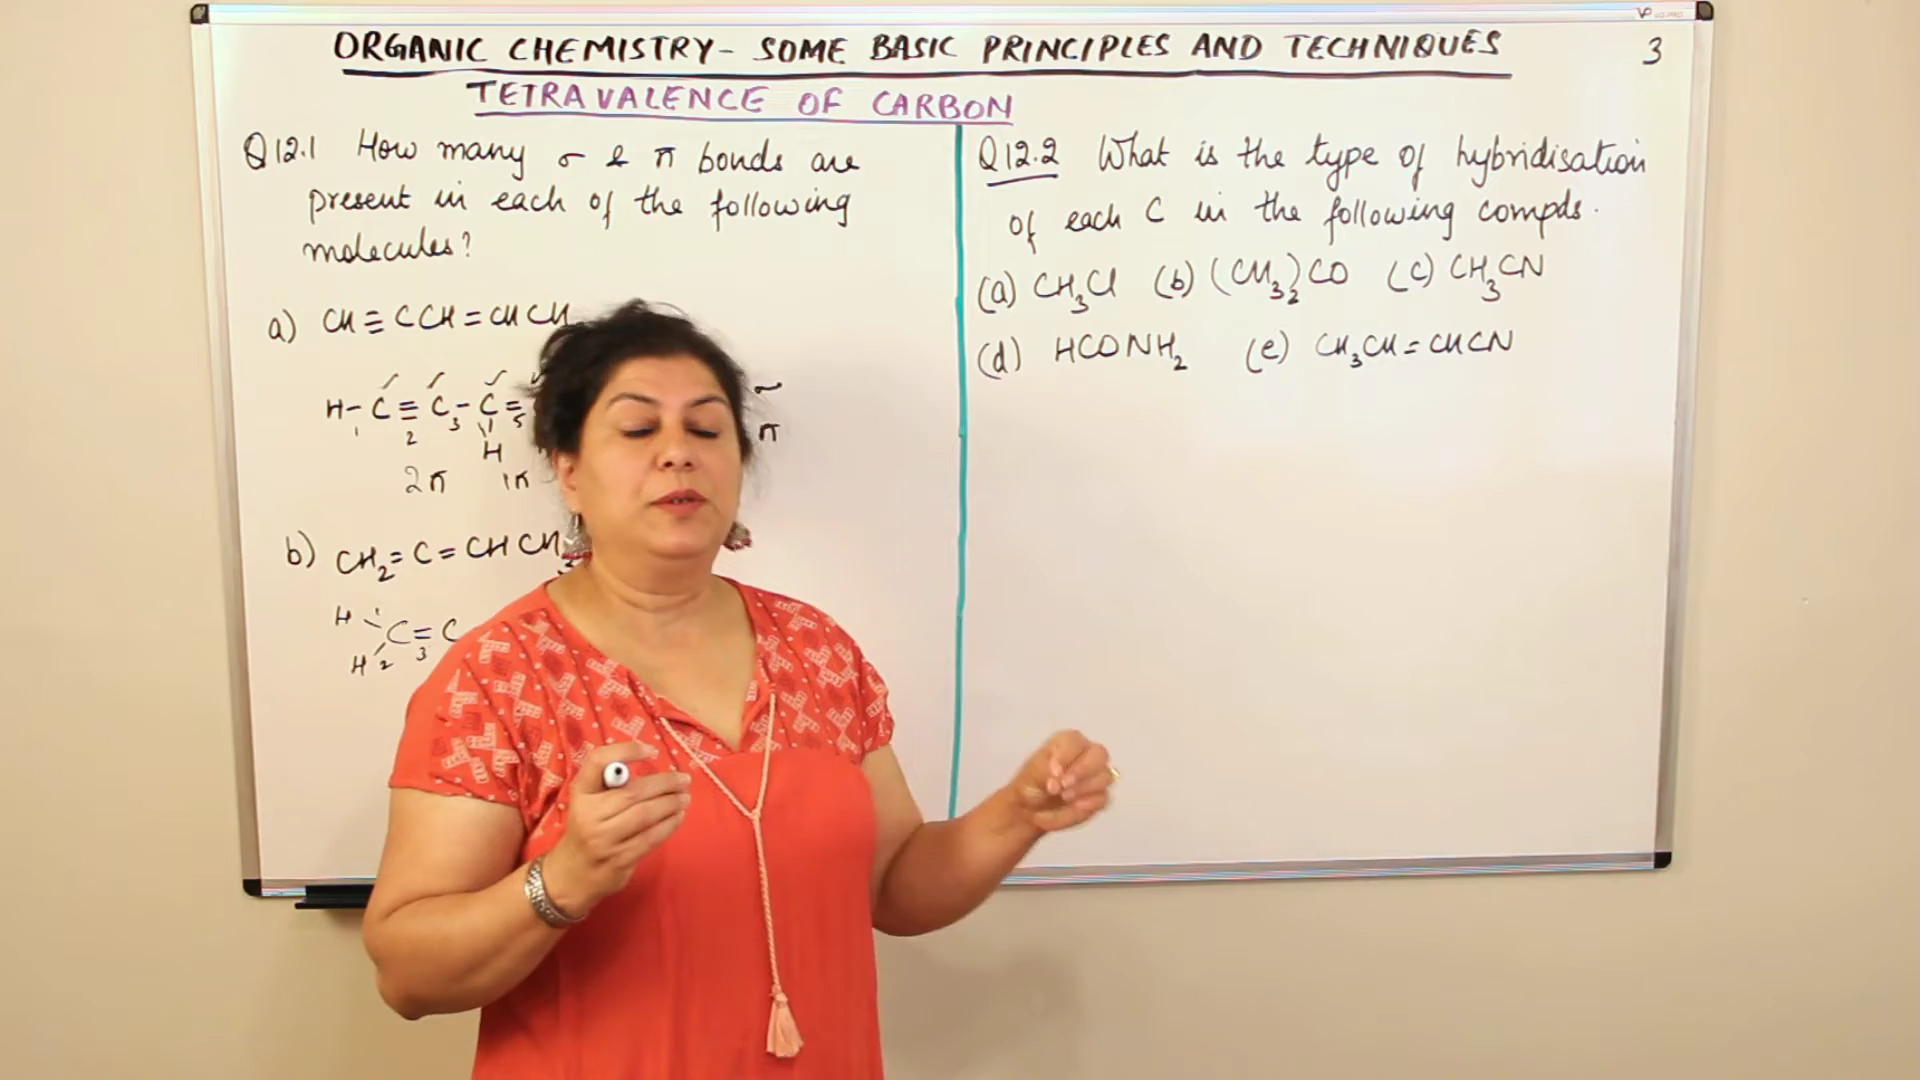 ORGANIC CHEMISTRY - SOME BASIC PRINCIPLES AND TECHNIQUES 3
TETRAVALENCE OF CARBON
Q12.1 How many σ & π bonds are
present in each of the following
molecules?
a) CH≡CCH=CHCH
H-C≡C-C=
1 2 3 4 5
H
2π 1π
σ
π
b) CH₂=C=CHCH₃
H C=C
H 2 3
Q12.2 What is the type of hybridisation
of each C in the following compds.
(a) CH₃Cl (b) (CH₃)₂CO (c) CH₃CN
(d) HCONH₂ (e) CH₃CH=CHCN